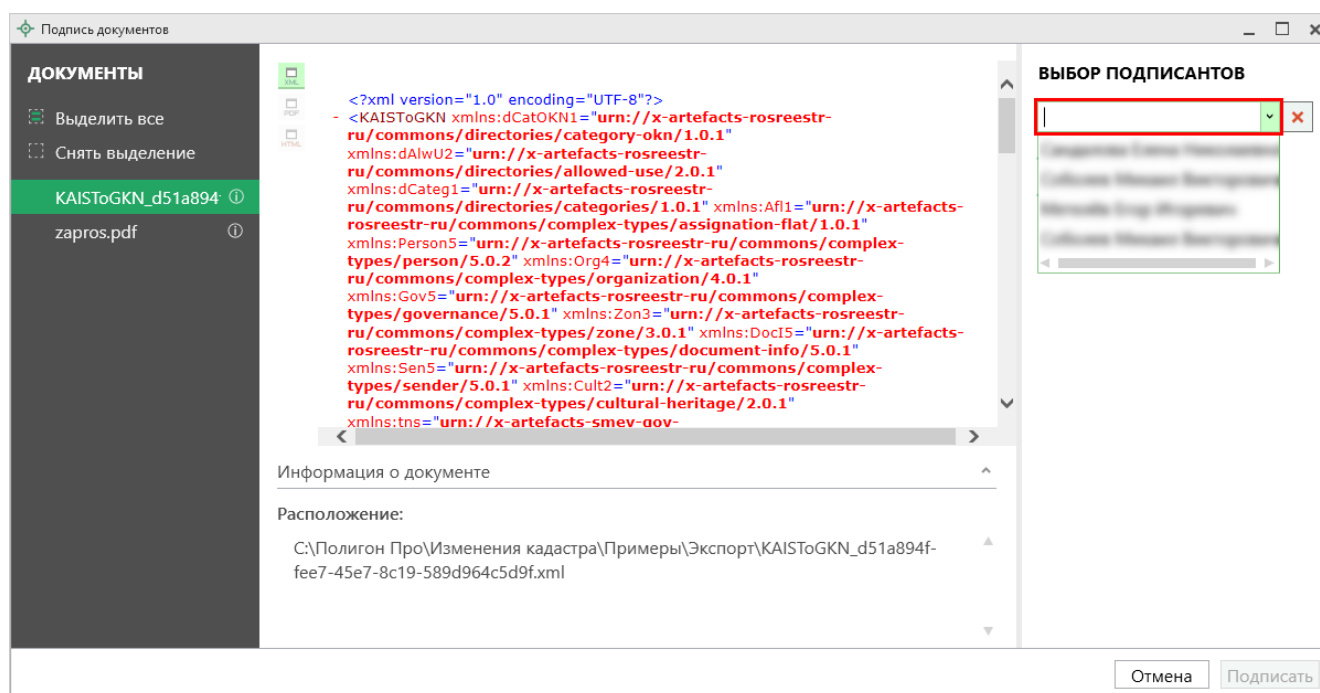 Подпись документов
ДОКУМЕНТЫ
Выделить все
Снять выделение
KAISToGKN_d51a894f
zapros.pdf
XML
PDF
HTML
<?xml version="1.0" encoding="UTF-8"?>
- <KAISToGKN xmlns:dCatOKN1="urn://x-artefacts-rosreestr-
ru/commons/directories/category-okn/1.0.1"
xmlns:dAlwU2="urn://x-artefacts-rosreestr-
ru/commons/directories/allowed-use/2.0.1"
xmlns:dCateg1="urn://x-artefacts-rosreestr-
ru/commons/directories/categories/1.0.1" xmlns:Afl1="urn://x-artefacts-
rosreestr-ru/commons/complex-types/assignation-flat/1.0.1"
xmlns:Person5="urn://x-artefacts-rosreestr-ru/commons/complex-
types/person/5.0.2" xmlns:Org4="urn://x-artefacts-rosreestr-
ru/commons/complex-types/organization/4.0.1"
xmlns:Gov5="urn://x-artefacts-rosreestr-ru/commons/complex-
types/governance/5.0.1" xmlns:Zon3="urn://x-artefacts-rosreestr-
ru/commons/complex-types/zone/3.0.1" xmlns:DocI5="urn://x-artefacts-
rosreestr-ru/commons/complex-types/document-info/5.0.1"
xmlns:Sen5="urn://x-artefacts-rosreestr-ru/commons/complex-
types/sender/5.0.1" xmlns:Cult2="urn://x-artefacts-rosreestr-
ru/commons/complex-types/cultural-heritage/2.0.1"
xmlns:tns="urn://x-artefacts-smev-gov-
Информация о документе
Расположение:
C:\Полигон Про\Изменения кадастра\Примеры\Экспорт\KAISToGKN_d51a894f-
fee7-45e7-8c19-589d964c5d9f.xml
ВЫБОР ПОДПИСАНТОВ
Отмена
Подписать